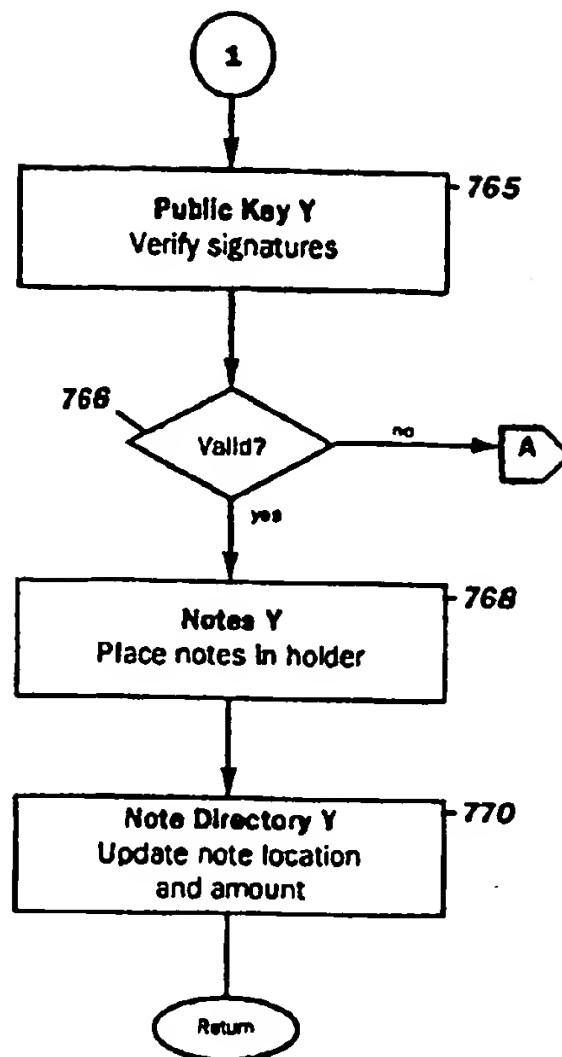 1
765
Public Key Y
Verify signatures
766
Valid?
no
A
yes
768
Notes Y
Place notes in holder
770
Note Directory Y
Update note location
and amount
Return